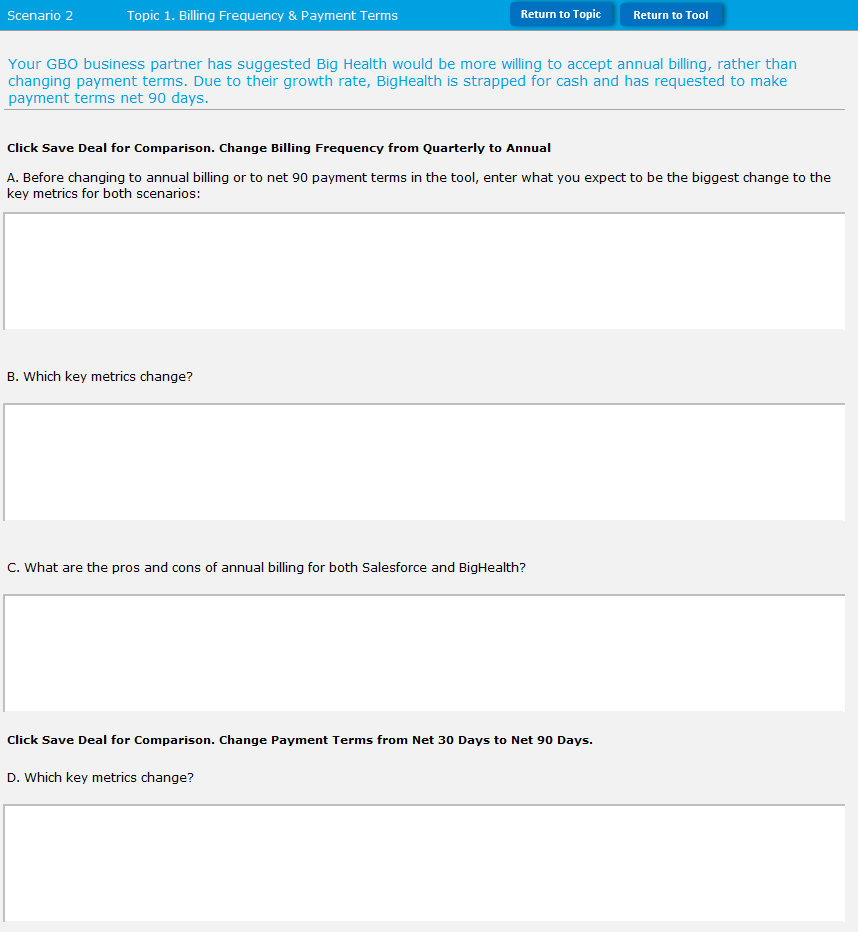 Scenario 2 Topic 1. Billing Frequency & Payment Terms Return to Topic Return to Tool
Your GBO business partner has suggested Big Health would be more willing to accept annual billing, rather than
changing payment terms. Due to their growth rate, BigHealth is strapped for cash and has requested to make
payment terms net 90 days.
Click Save Deal for Comparison. Change Billing Frequency from Quarterly to Annual
A. Before changing to annual billing or to net 90 payment terms in the tool, enter what you expect to be the biggest change to the
key metrics for both scenarios:
B. Which key metrics change?
C. What are the pros and cons of annual billing for both Salesforce and BigHealth?
Click Save Deal for Comparison. Change Payment Terms from Net 30 Days to Net 90 Days.
D. Which key metrics change?